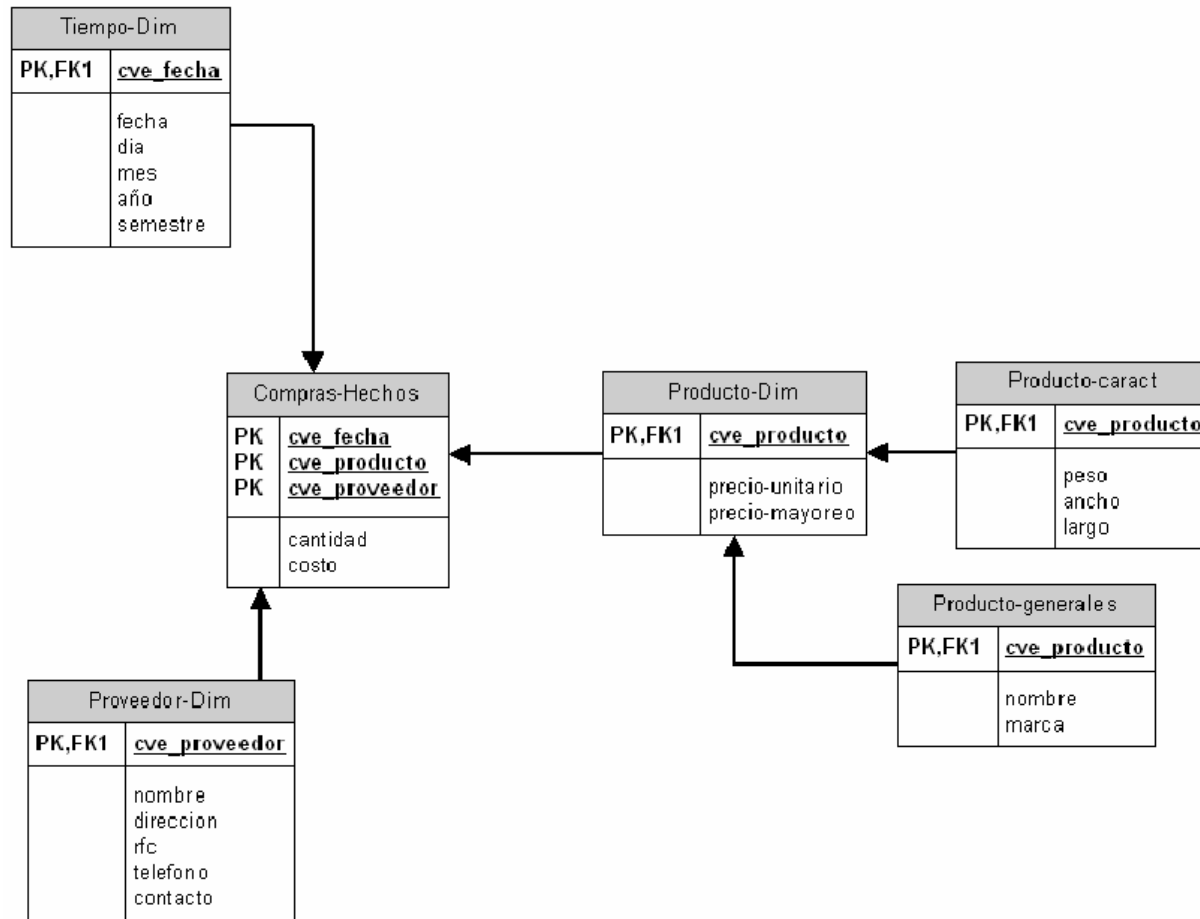 Tiempo-Dim
PK,FK1 cve_fecha
fecha
dia
mes
año
semestre
Compras-Hechos
PK cve_fecha
PK cve_producto
PK cve_proveedor
cantidad
costo
Producto-Dim
PK,FK1 cve_producto
precio-unitario
precio-mayoreo
Producto-caract
PK,FK1 cve_producto
peso
ancho
largo
Producto-generales
PK,FK1 cve_producto
nombre
marca
Proveedor-Dim
PK,FK1 cve_proveedor
nombre
direccion
rfc
telefono
contacto